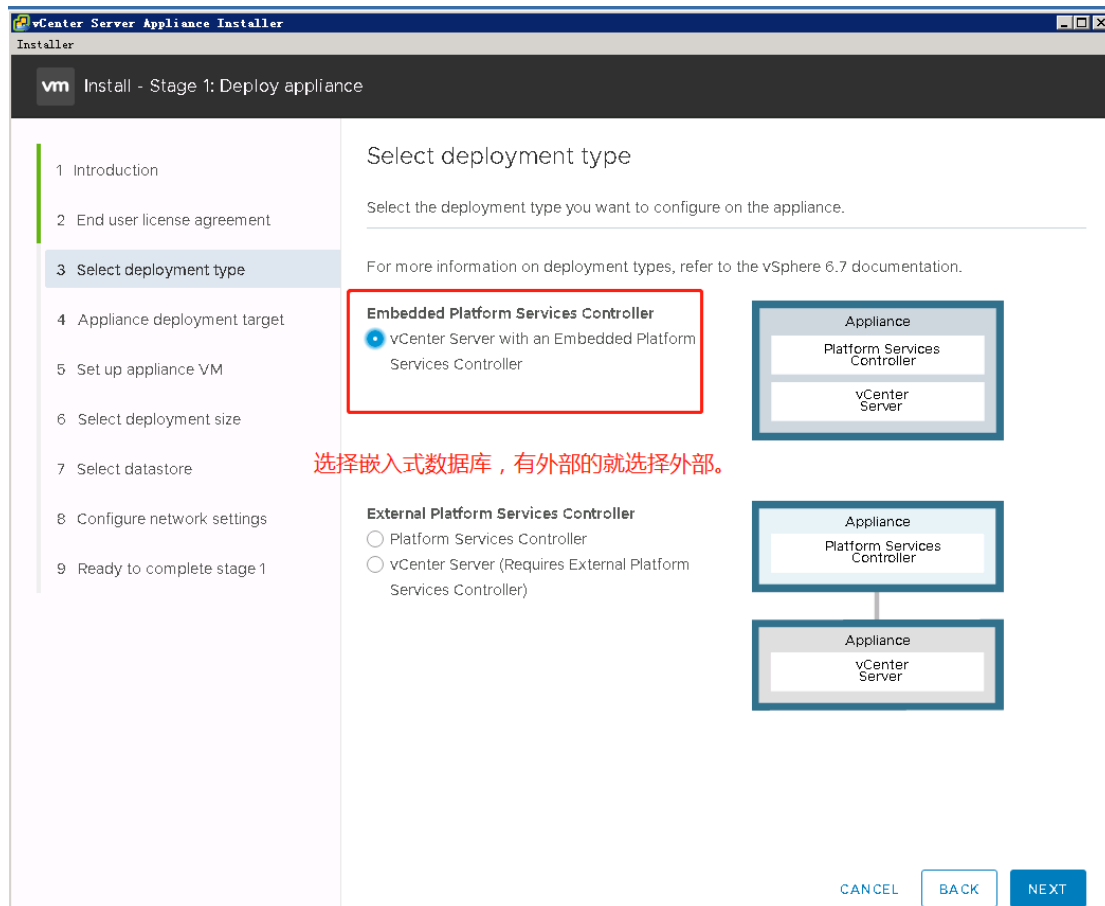 vCenter Server Appliance Installer
Installer
vm Install - Stage 1: Deploy appliance
1 Introduction
2 End user license agreement
3 Select deployment type
4 Appliance deployment target
5 Set up appliance VM
6 Select deployment size
7 Select datastore
8 Configure network settings
9 Ready to complete stage 1
Select deployment type
Select the deployment type you want to configure on the appliance.
For more information on deployment types, refer to the vSphere 6.7 documentation.
Embedded Platform Services Controller
vCenter Server with an Embedded Platform
Services Controller
Appliance
Platform Services
Controller
vCenter
Server
选择嵌入式数据库，有外部的就选择外部。
External Platform Services Controller
Platform Services Controller
vCenter Server (Requires External Platform
Services Controller)
Appliance
Platform Services
Controller
Appliance
vCenter
Server
CANCEL
BACK
NEXT